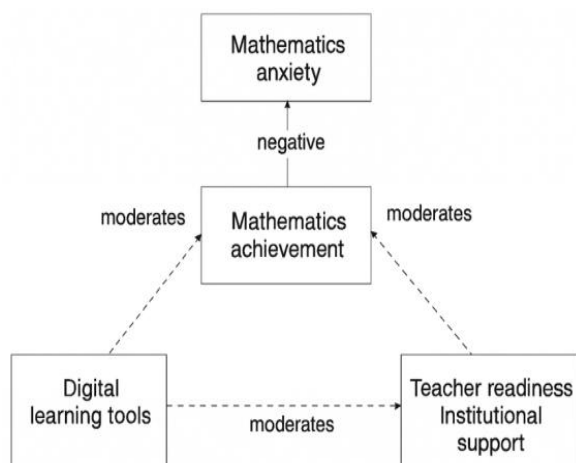 Mathematics
anxiety
negative
moderates
Mathematics
achievement
moderates
Digital
learning tools
moderates
Teacher readiness
Institutional
support